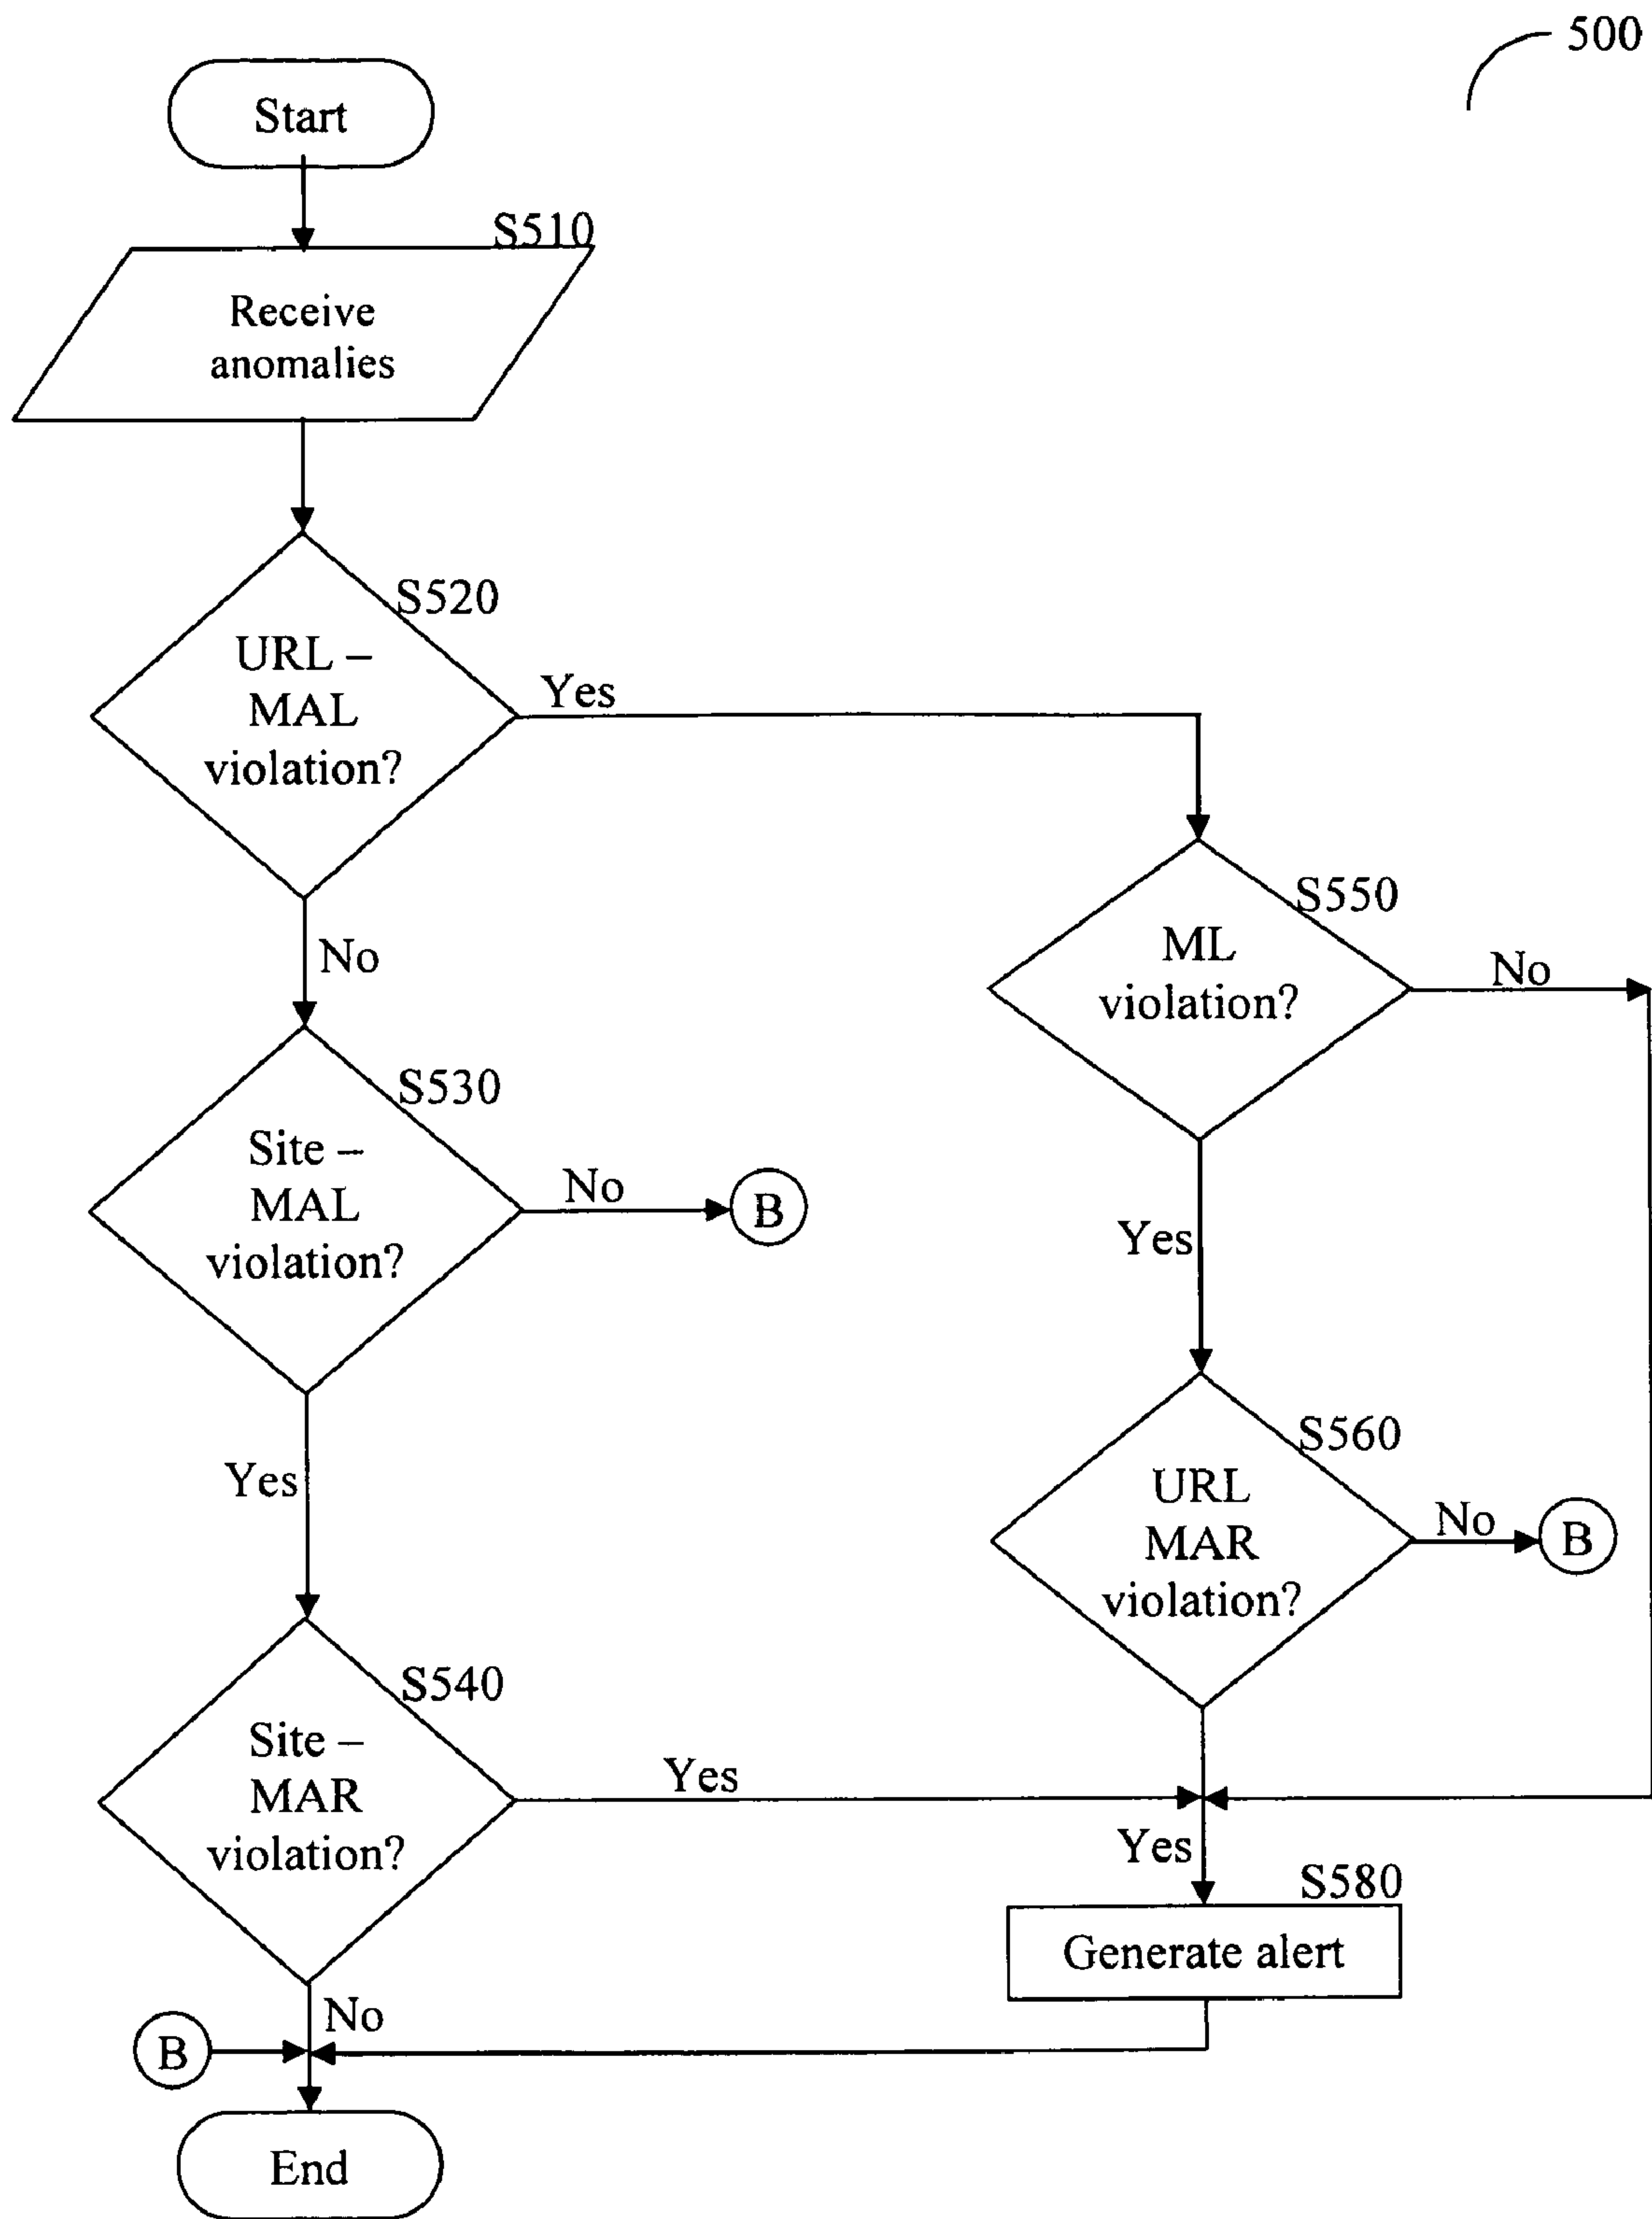 500
Start
S510
Receive
anomalies
S520
URL –
MAL
violation?
Yes
No
S550
ML
violation?
No
Yes
S530
Site –
MAL
violation?
No
B
Yes
S560
URL
MAR
violation?
No
B
S540
Site –
MAR
violation?
Yes
Yes
S580
Generate alert
No
B
End